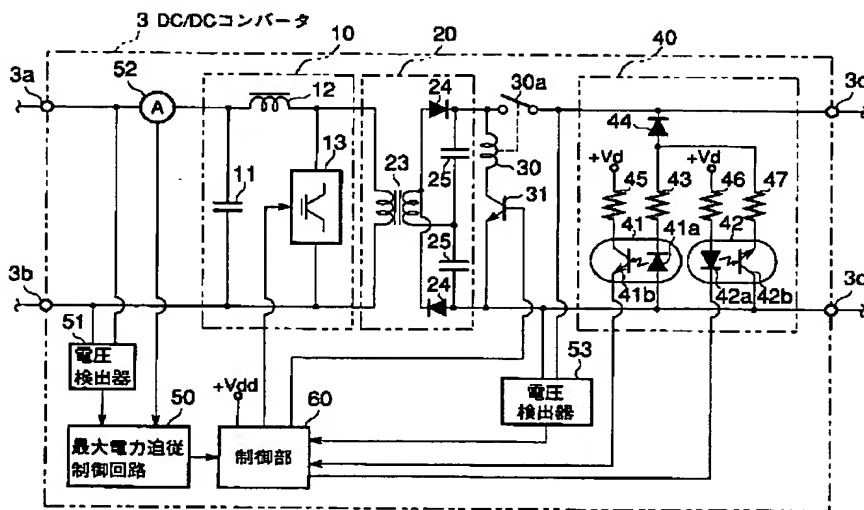 3 DC/DCコンバータ
10
20
40
3a
52
A
12
24
30a
3c
44
+Vd
+Vd
13
23
25
30
45
43
46
47
11
31
41
41a
42
25
24
41b
42a
42b
3b
3d
51
電圧
検出器
+Vdd
53
電圧
検出器
50
60
最大電力追従
制御回路
制御部